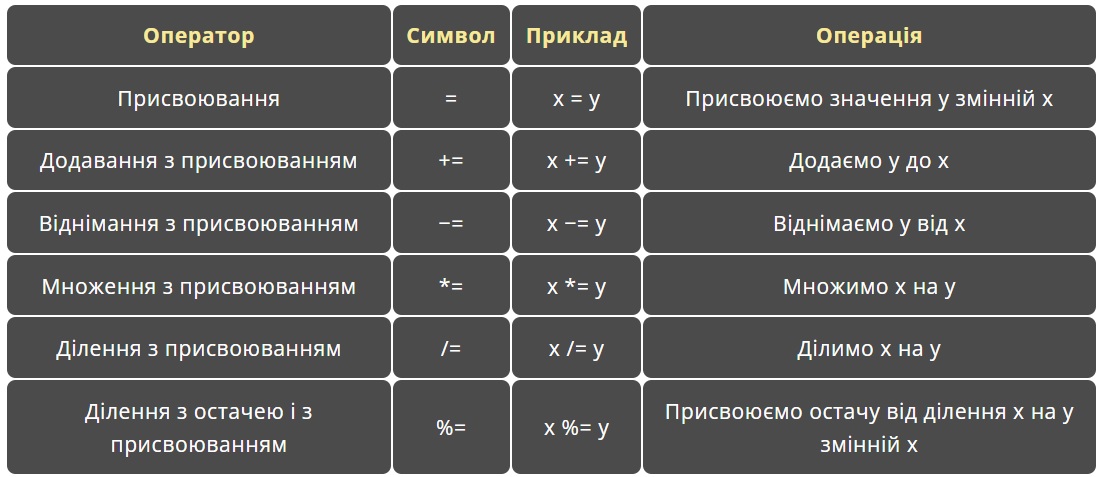 Оператор Символ Приклад Операція
Присвоювання = x = y Присвоюємо значення y змінній x
Додавання з присвоюванням += x += y Додаємо y до x
Віднімання з присвоюванням −= x −= y Віднімаємо y від x
Множення з присвоюванням *= x *= y Множимо x на y
Ділення з присвоюванням /= x /= y Ділимо x на y
Ділення з остачею і з
присвоюванням
%= x %= y
Присвоюємо остачу від ділення x на y
змінній x